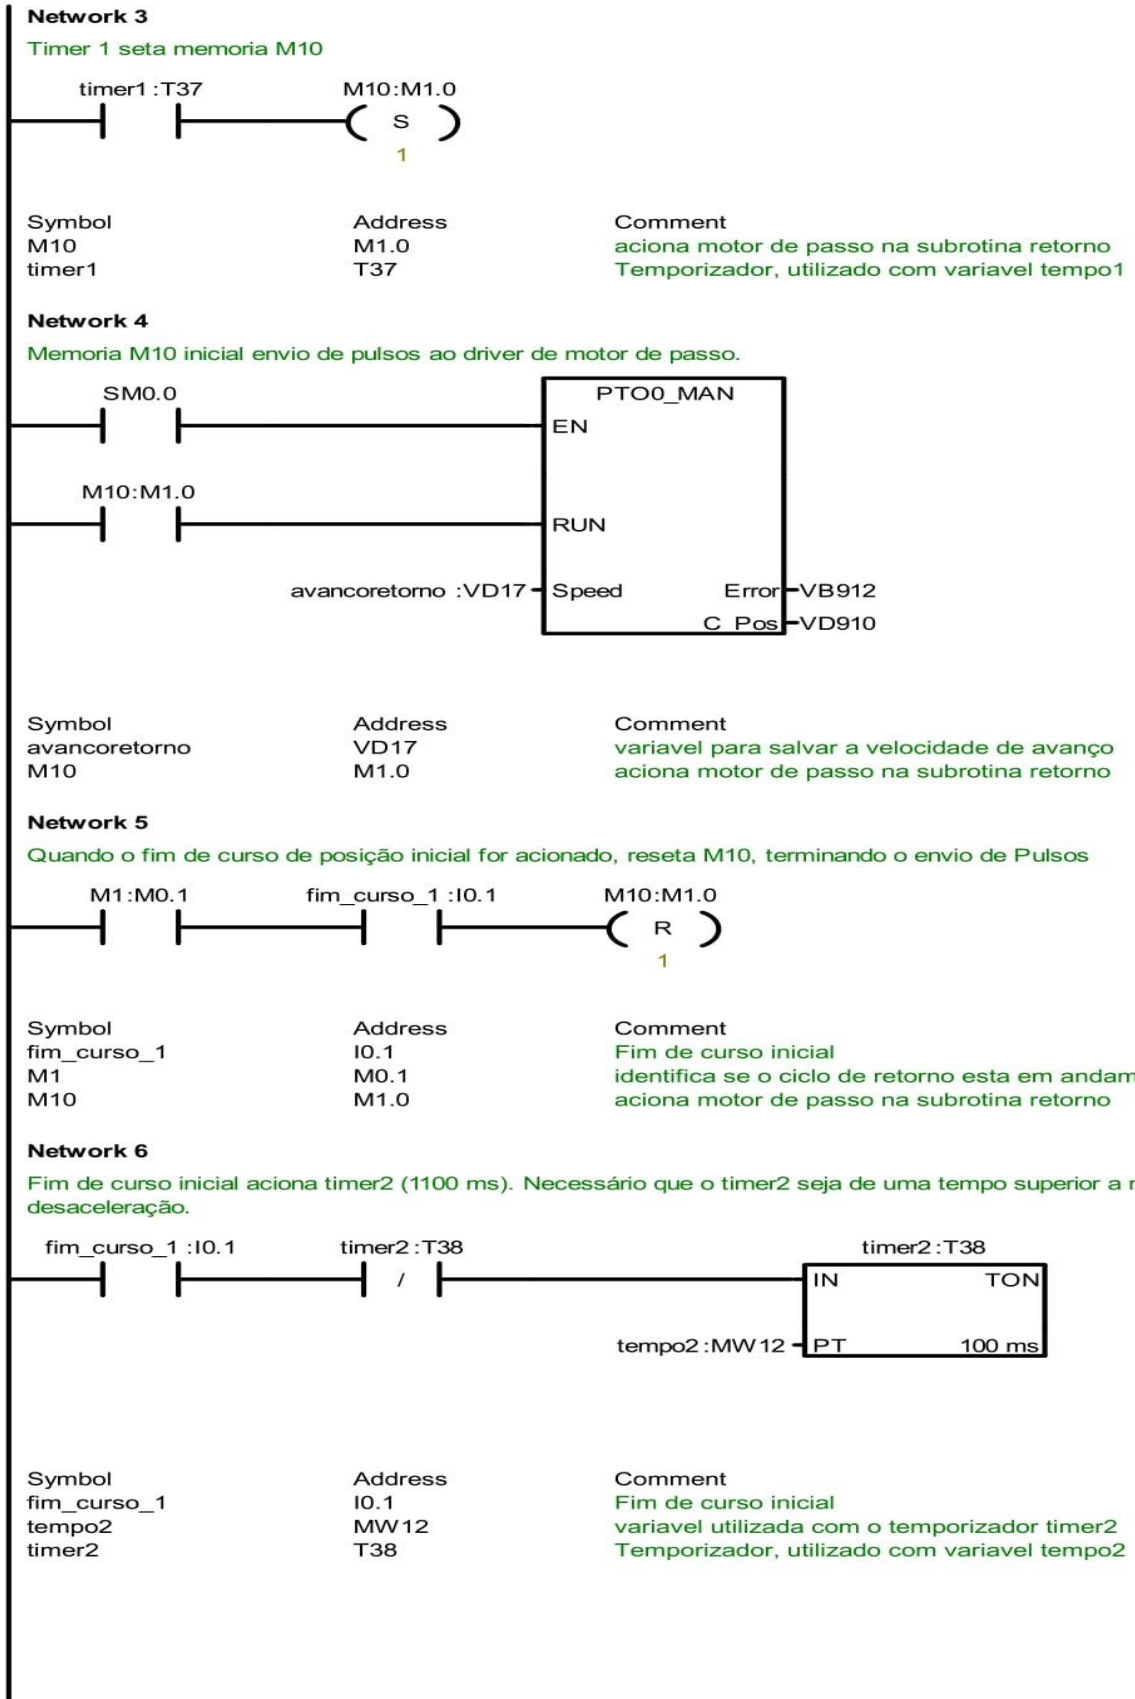 Network 3
Timer 1 seta memoria M10
timer1:T37 M10:M1.0
S
1
Symbol Address Comment
M10 M1.0 aciona motor de passo na subrotina retorno
timer1 T37 Temporizador, utilizado com variavel tempo1
Network 4
Memoria M10 inicial envio de pulsos ao driver de motor de passo.
SM0.0 PTO0_MAN
EN
M10:M1.0
RUN
avancoretorno :VD17 Speed Error VB912
C_Pos VD910
Symbol Address Comment
avancoretorno VD17 variavel para salvar a velocidade de avanço
M10 M1.0 aciona motor de passo na subrotina retorno
Network 5
Quando o fim de curso de posição inicial for acionado, reseta M10, terminando o envio de Pulsos
M1:M0.1 fim_curso_1 :I0.1 M10:M1.0
R
1
Symbol Address Comment
fim_curso_1 I0.1 Fim de curso inicial
M1 M0.1 identifica se o ciclo de retorno esta em andam
M10 M1.0 aciona motor de passo na subrotina retorno
Network 6
Fim de curso inicial aciona timer2 (1100 ms). Necessário que o timer2 seja de uma tempo superior a
desaceleração.
fim_curso_1 :I0.1 timer2:T38 timer2:T38
/ IN TON
tempo2:MW12 PT 100 ms
Symbol Address Comment
fim_curso_1 I0.1 Fim de curso inicial
tempo2 MW12 variavel utilizada com o temporizador timer2
timer2 T38 Temporizador, utilizado com variavel tempo2